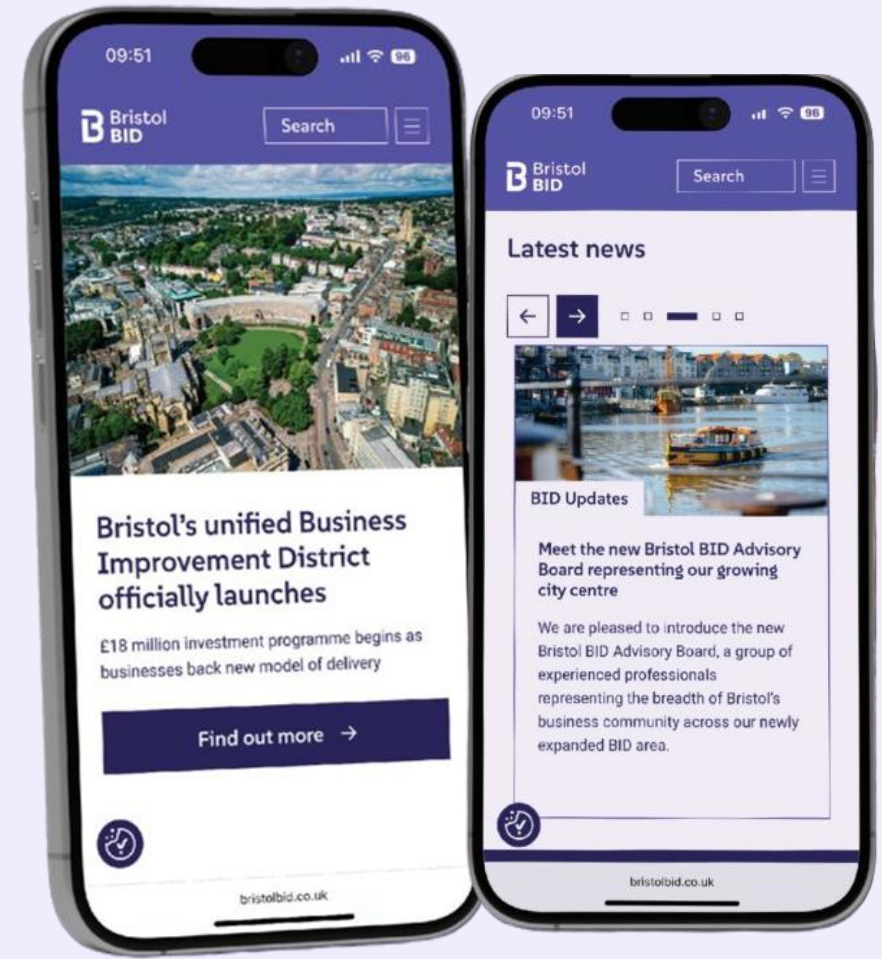 09:51
96
Bristol
BID
Search
Bristol's unified Business
Improvement District
officially launches
£18 million investment programme begins as
businesses back new model of delivery
Find out more →
bristolbid.co.uk
09:51
96
Bristol
BID
Search
Latest news
← →
BID Updates
Meet the new Bristol BID Advisory
Board representing our growing
city centre
We are pleased to introduce the new
Bristol BID Advisory Board, a group of
experienced professionals
representing the breadth of Bristol's
business community across our newly
expanded BID area.
bristolbid.co.uk